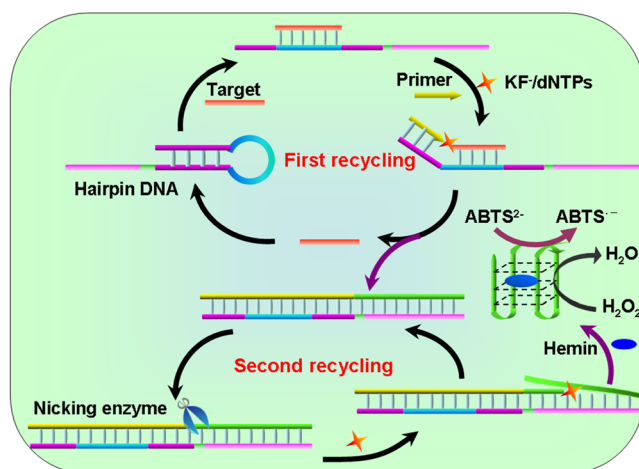 Primer
KF⁻/dNTPs
Target
First recycling
Hairpin DNA
ABTS²⁻
ABTS·⁻
H₂O
H₂O₂
Hemin
Second recycling
Nicking enzyme